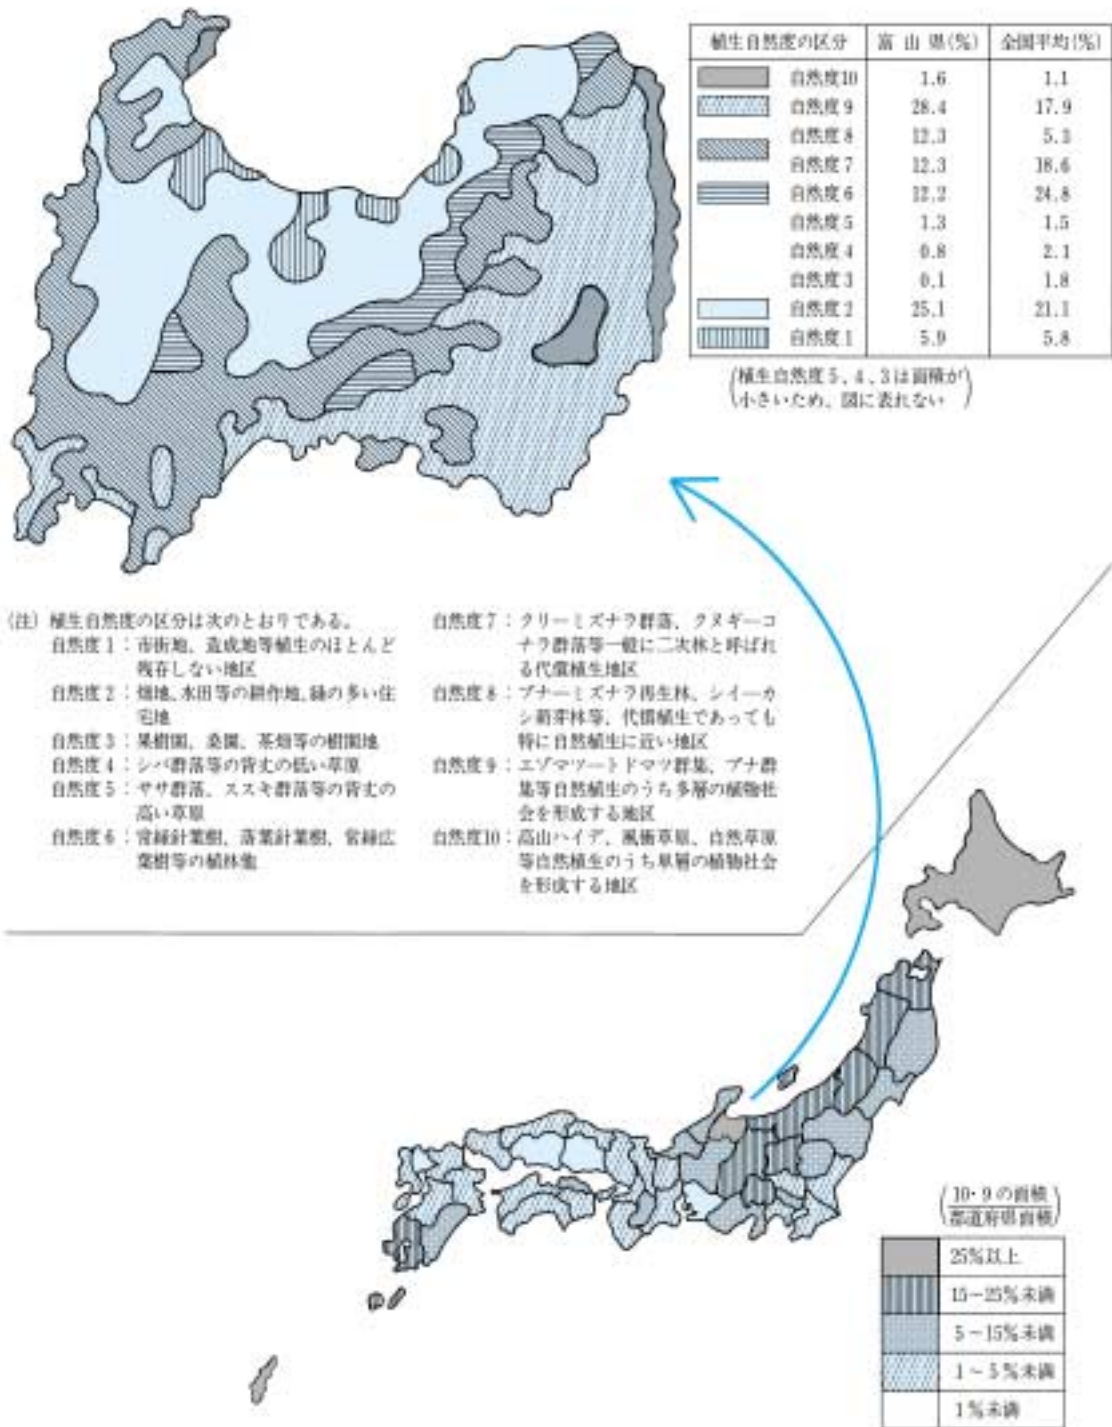 植生自然度の区分 富山県(%) 全国平均(%)
自然度10 1.6 1.1
自然度9 28.4 17.9
自然度8 12.3 5.3
自然度7 12.3 18.6
自然度6 12.2 24.8
自然度5 1.3 1.5
自然度4 0.8 2.1
自然度3 0.1 1.8
自然度2 25.1 21.1
自然度1 5.9 5.8
(植生自然度5、4、3は面積が
小さいため、図に表れない)
(注) 植生自然度の区分は次のとおりである。
自然度1:市街地、造成地等植生のほとんど
残存しない地区
自然度2:畑地、水田等の耕作地、緑の多い住
宅地
自然度3:果樹園、桑園、茶畑等の樹園地
自然度4:シバ群落等の背丈の低い草原
自然度5:ササ群落、ススキ群落等の背丈の
高い草原
自然度6:常緑針葉樹、落葉針葉樹、常緑広
葉樹等の植林地
自然度7:クリーミズナラ群落、クヌギーコ
ナラ群落等一般に二次林と呼ばれ
る代償植生地区
自然度8:ブナーミズナラ再生林、シイーカ
シ萌芽林等、代償植生であっても
特に自然植生に近い地区
自然度9:エゾマツートドマツ群集、ブナ群
集等自然植生のうち多層の植物社
会を形成する地区
自然度10:高山ハイデ、風衝草原、自然草原
等自然植生のうち単層の植物社会
を形成する地区
(10・9の面積
都道府県面積)
25%以上
15~25%未満
5~15%未満
1~5%未満
1%未満